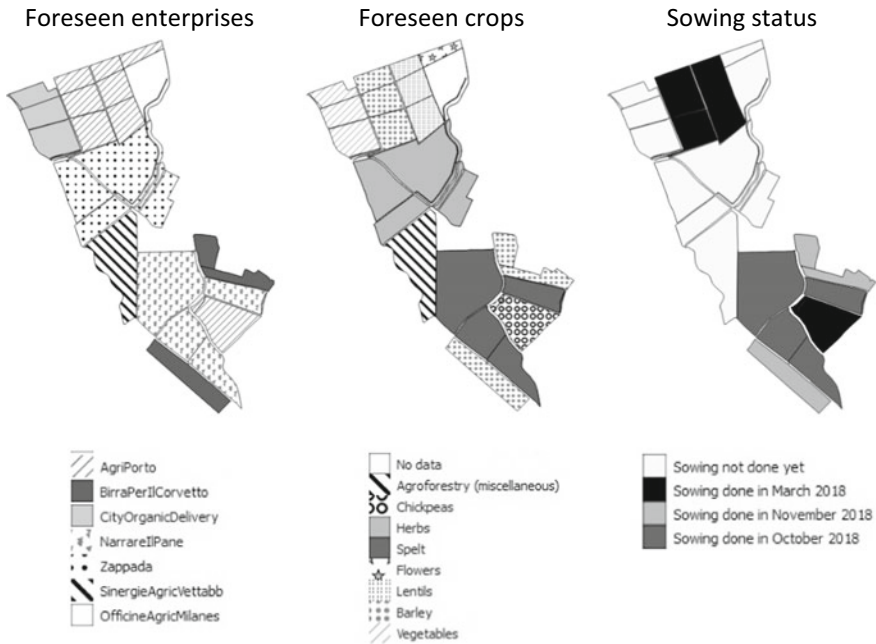 Foreseen enterprises
Foreseen crops
Sowing status
AgriPorto
BirraPerIlCorvetto
CityOrganicDelivery
NarrareIlPane
Zappada
SinergieAgricVettabb
OfficineAgricMilanes
No data
Agroforestry (miscellaneous)
Chickpeas
Herbs
Spelt
Flowers
Lentils
Barley
Vegetables
Sowing not done yet
Sowing done in March 2018
Sowing done in November 2018
Sowing done in October 2018